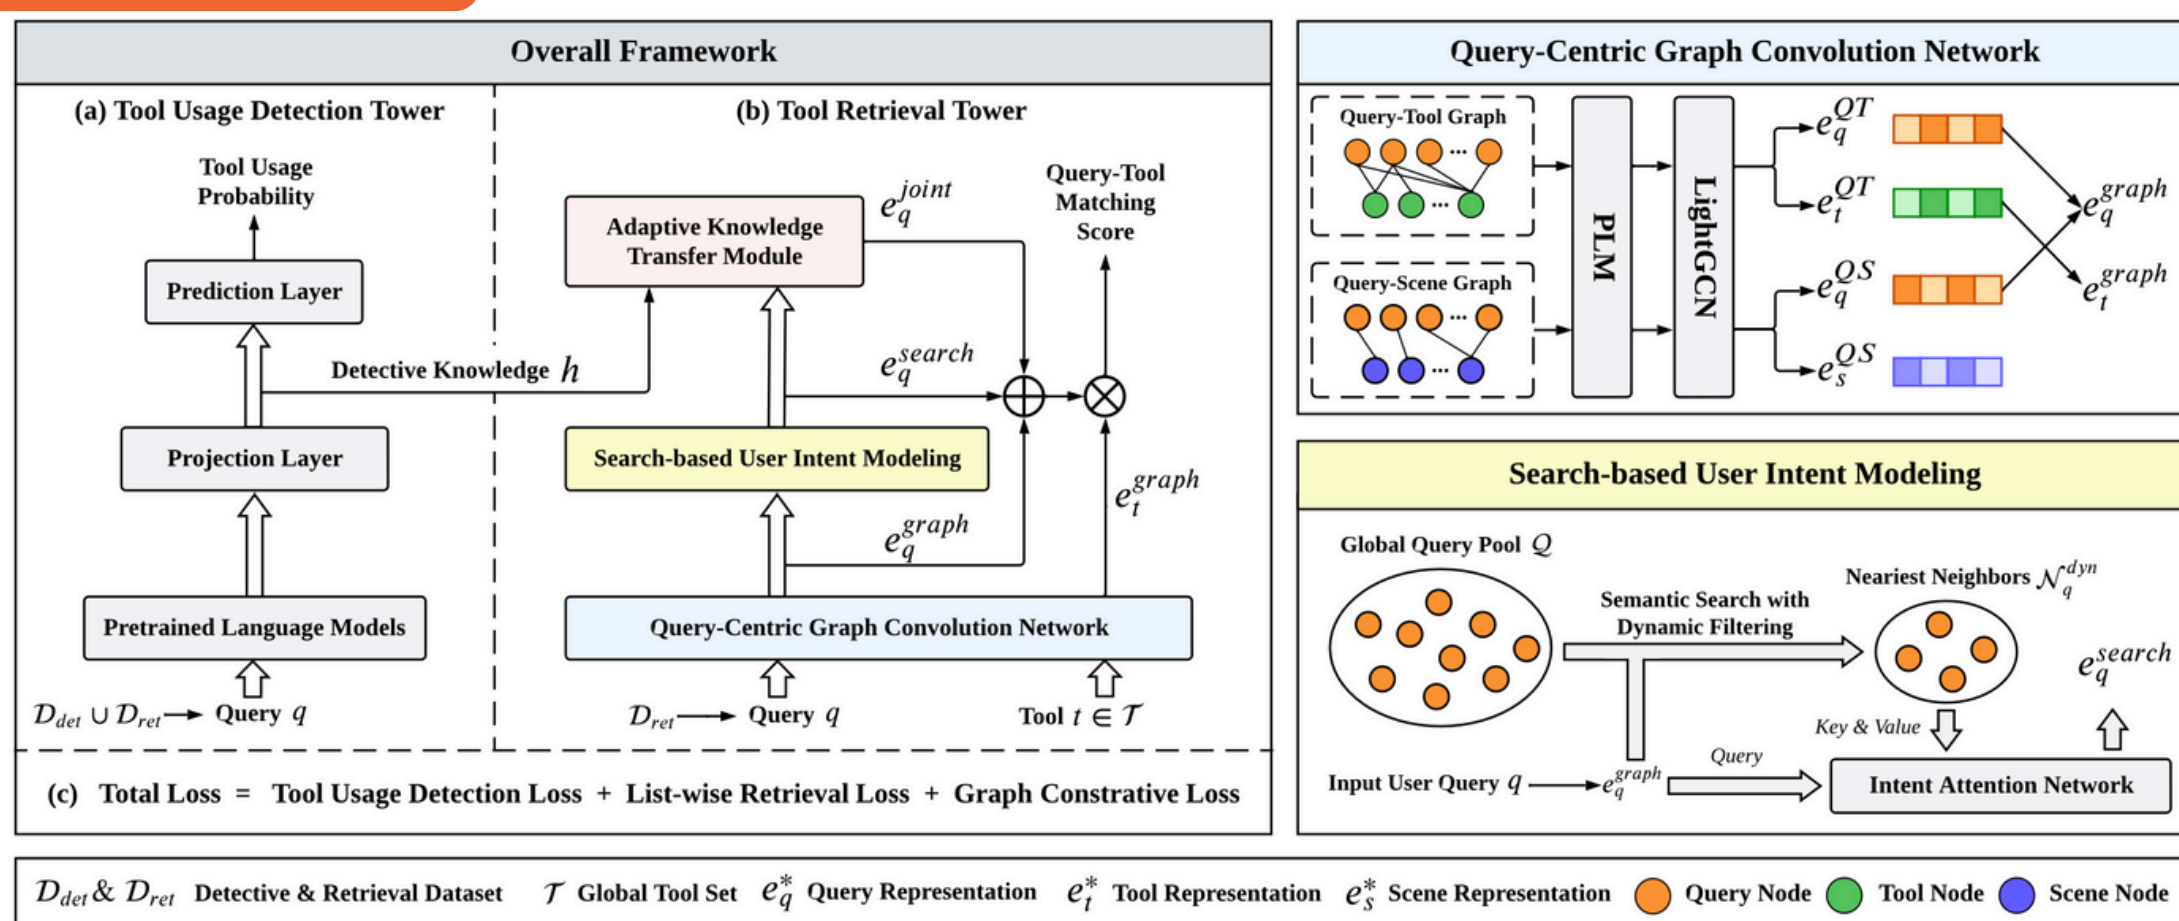 Overall Framework
(a) Tool Usage Detection Tower
Tool Usage
Probability
Prediction Layer
Detective Knowledge h
Projection Layer
Pretrained Language Models
𝒟_det ∪ 𝒟_ret → Query q
(b) Tool Retrieval Tower
Adaptive Knowledge
Transfer Module
e_q^joint
Query-Tool
Matching
Score
e_q^search
Search-based User Intent Modeling
e_q^graph
e_t^graph
Query-Centric Graph Convolution Network
𝒟_ret → Query q
Tool t ∈ 𝒯
(c) Total Loss = Tool Usage Detection Loss + List-wise Retrieval Loss + Graph Constrative Loss
Query-Centric Graph Convolution Network
Query-Tool Graph
...
...
Query-Scene Graph
...
...
PLM
LightGCN
e_q^QT
e_t^QT
e_q^QS
e_s^QS
e_q^graph
e_t^graph
Search-based User Intent Modeling
Global Query Pool 𝒬
Semantic Search with
Dynamic Filtering
Neariest Neighbors 𝒩_q^dyn
e_q^search
Key & Value
Input User Query q → e_q^graph
Query
Intent Attention Network
𝒟_det & 𝒟_ret Detective & Retrieval Dataset 𝒯 Global Tool Set e_q^* Query Representation e_t^* Tool Representation e_s^* Scene Representation Query Node Tool Node Scene Node